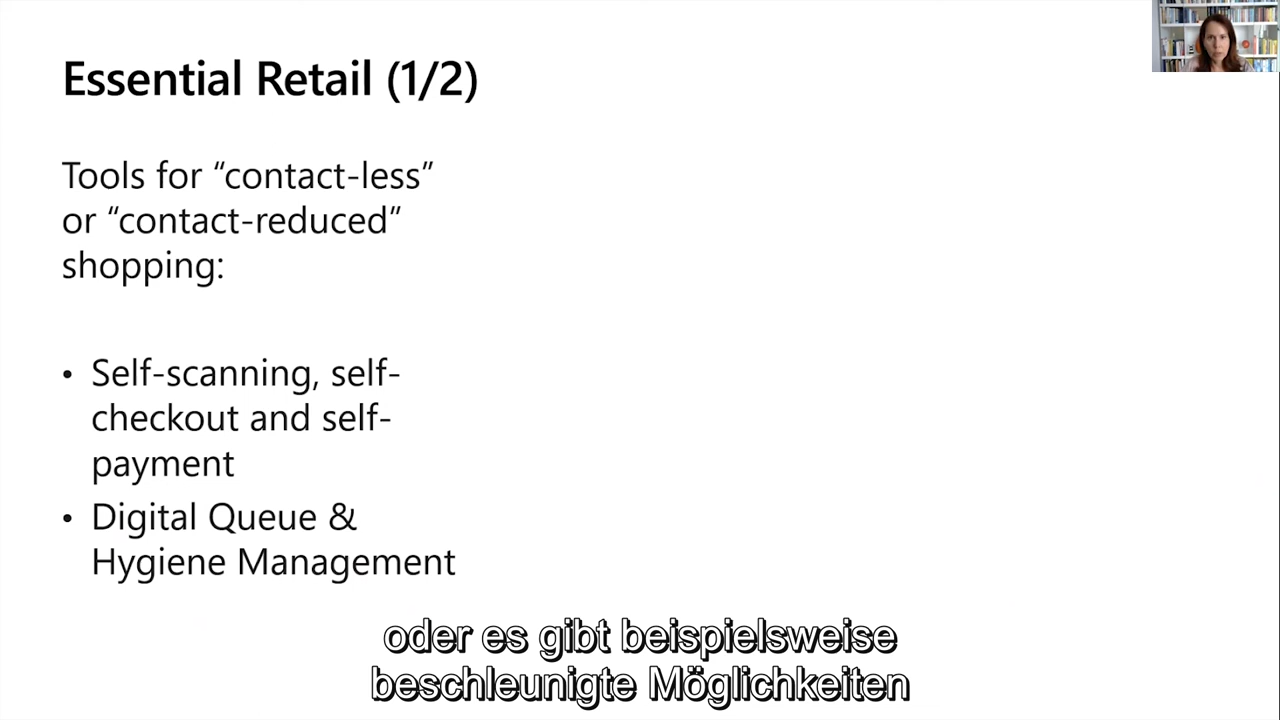 Essential Retail (1/2)
Tools for “contact-less”
or “contact-reduced”
shopping:
• Self-scanning, self-
checkout and self-
payment
• Digital Queue &
Hygiene Management
oder es gibt beispielsweise
beschleunigte Möglichkeiten